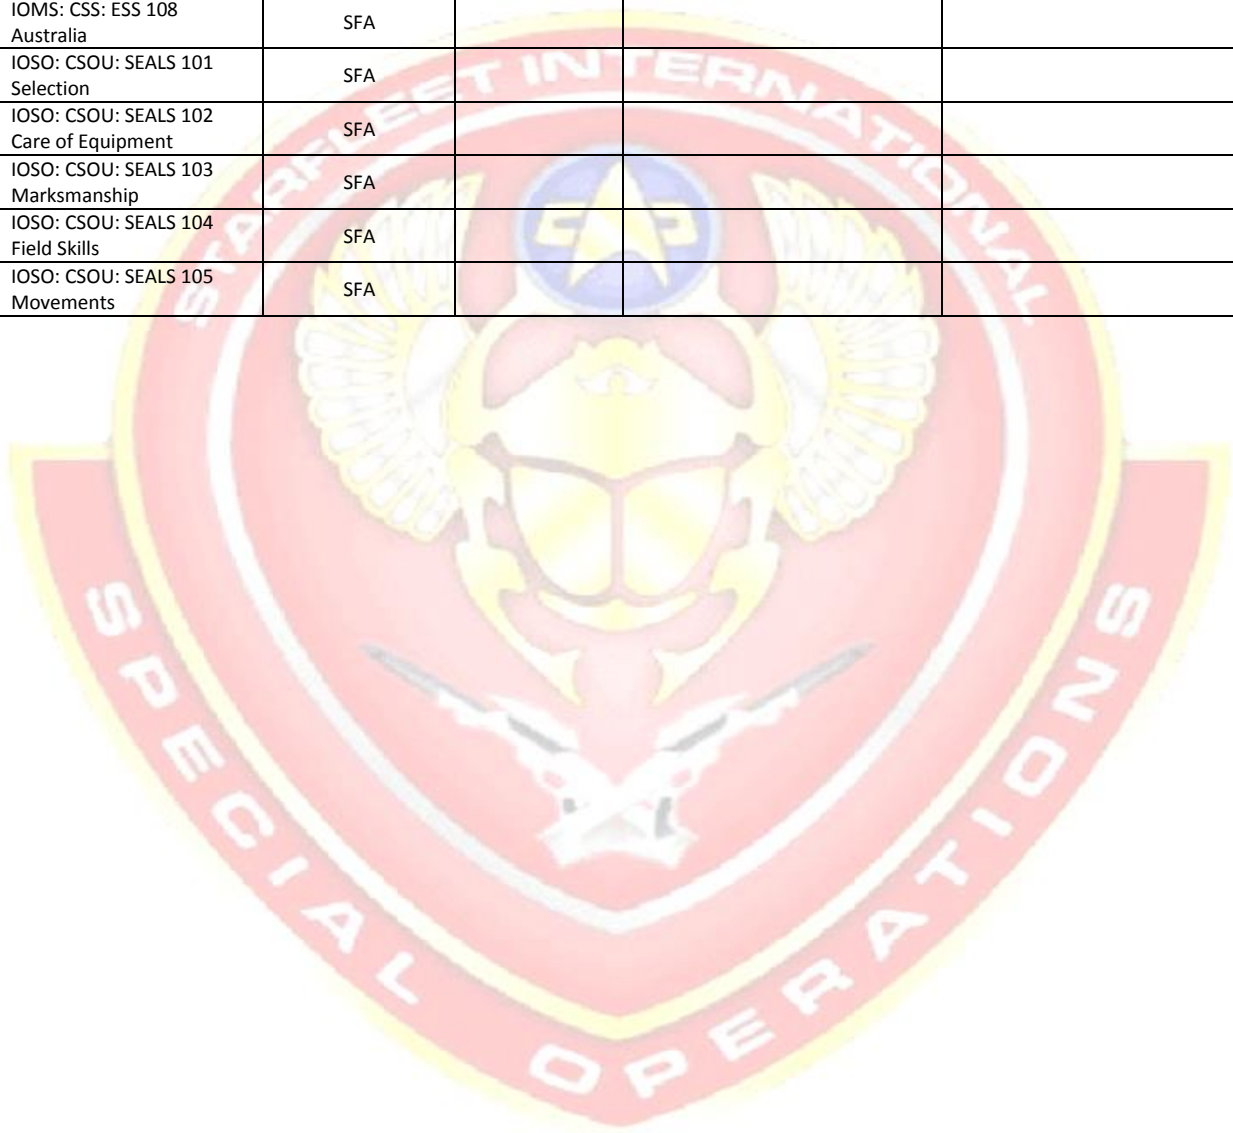 IOMS: CSS: ESS 108
Australia
SFA
IOSO: CSOU: SEALS 101
Selection
SFA
IOSO: CSOU: SEALS 102
Care of Equipment
SFA
IOSO: CSOU: SEALS 103
Marksmanship
SFA
IOSO: CSOU: SEALS 104
Field Skills
SFA
IOSO: CSOU: SEALS 105
Movements
SFA
STARFLEET INTERNATIONAL
SPECIAL OPERATIONS